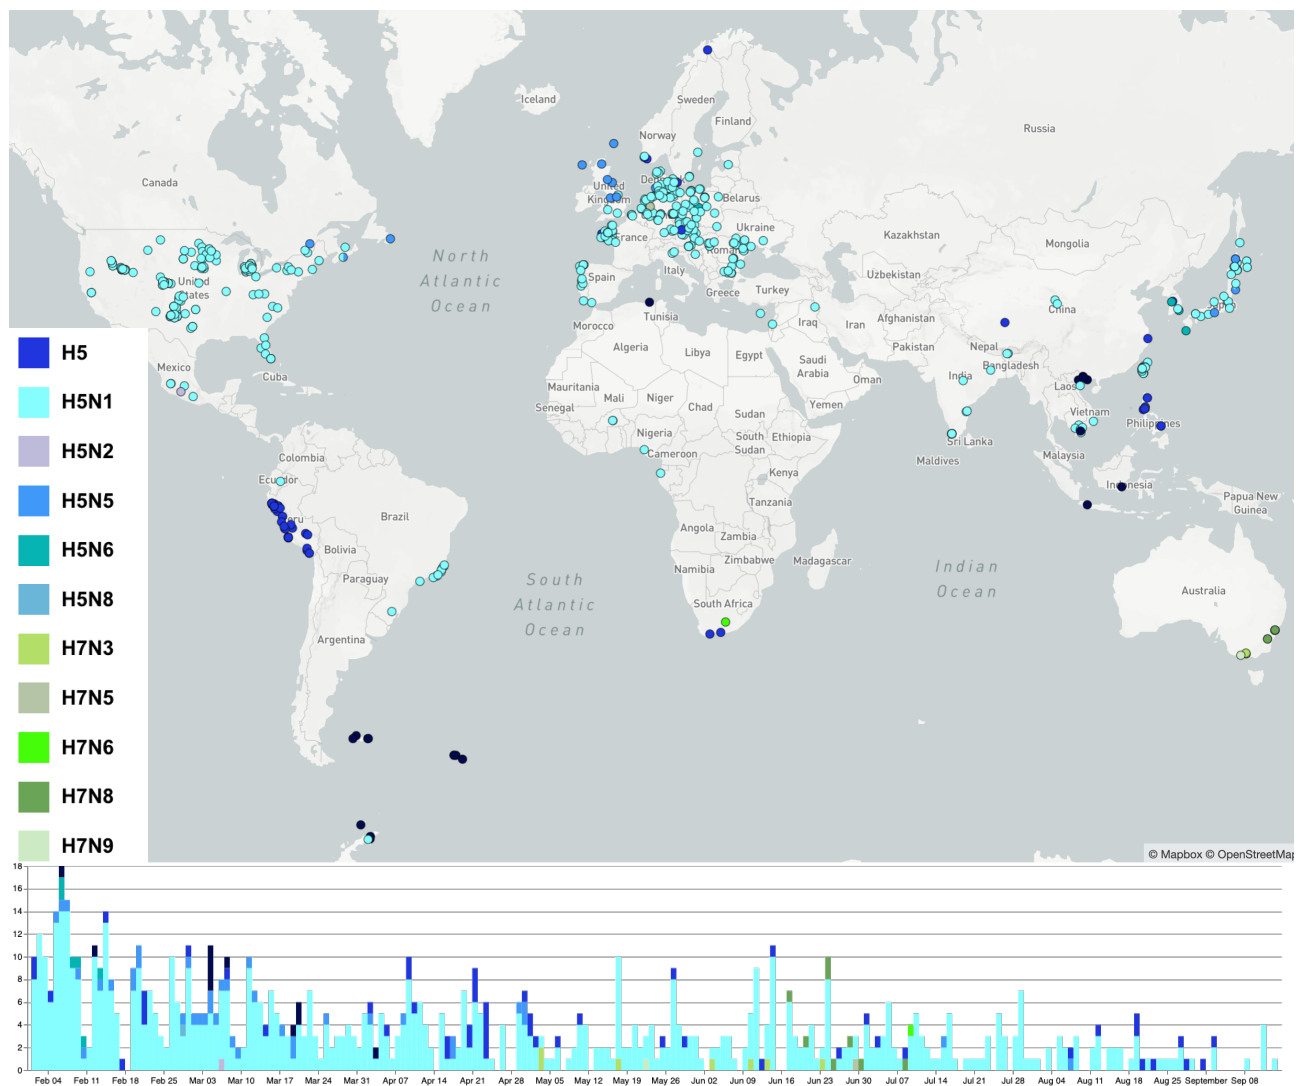 Iceland
Sweden
Finland
Norway
Russia
Canada
United
Kingdom
Belarus
Ukraine
France
Kazakhstan
Mongolia
North
Atlantic
Ocean
Italy
Spain
Uzbekistan
United
States
Greece
Turkey
China
Tunisia
Morocco
Iraq
Iran
Afghanistan
Algeria
Libya
Egypt
Pakistan
Nepal
Bangladesh
Saudi
Arabia
Mexico
Cuba
Oman
India
Laos
Mauritania
Mali
Niger
Chad
Sudan
Yemen
Senegal
Vietnam
Philippines
Nigeria
South
Sudan
Ethiopia
Sri Lanka
Cameroon
Colombia
Malaysia
Maldives
Kenya
Ecuador
Indonesia
Papua New
Guinea
Tanzania
Brazil
Angola
Zambia
Bolivia
Zimbabwe
Madagascar
Namibia
Indian
Ocean
Paraguay
South
Atlantic
Ocean
Australia
South Africa
Argentina
H5
H5N1
H5N2
H5N5
H5N6
H5N8
H7N3
H7N5
H7N6
H7N8
H7N9
© Mapbox © OpenStreetMap
18
16
14
12
10
8
6
4
2
0
Feb 04 Feb 11 Feb 18 Feb 25 Mar 03 Mar 10 Mar 17 Mar 24 Mar 31 Apr 07 Apr 14 Apr 21 Apr 28 May 05 May 12 May 19 May 26 Jun 02 Jun 09 Jun 16 Jun 23 Jun 30 Jul 07 Jul 14 Jul 21 Jul 28 Aug 04 Aug 11 Aug 18 Aug 25 Septemb Sep 08